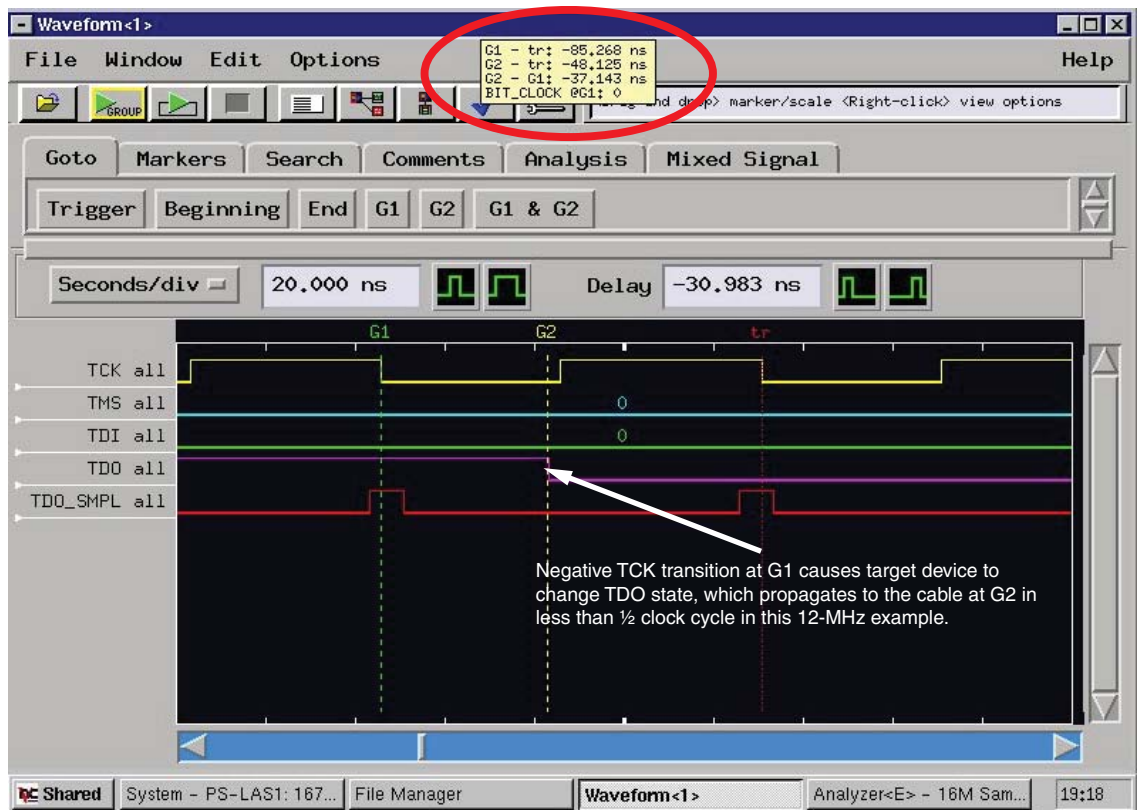 Waveform<1>
File Window Edit Options Help
G1 - tr: -85.268 ns
G2 - tr: -48.125 ns
G2 - G1: -37.143 ns
BIT_CLOCK @G1: 0
GROUP
drop> marker/scale <Right-click> view options
Goto Markers Search Comments Analysis Mixed Signal
Trigger Beginning End G1 G2 G1 & G2
Seconds/div 20.000 ns Delay -30.983 ns
G1 G2 tr
TCK all
TMS all 0
TDI all 0
TDO all
TDO_SMPL all
Negative TCK transition at G1 causes target device to
change TDO state, which propagates to the cable at G2 in
less than ½ clock cycle in this 12-MHz example.
Shared System - PS-LAS1: 167... File Manager Waveform<1> Analyzer<E> - 16M Sam... 19:18